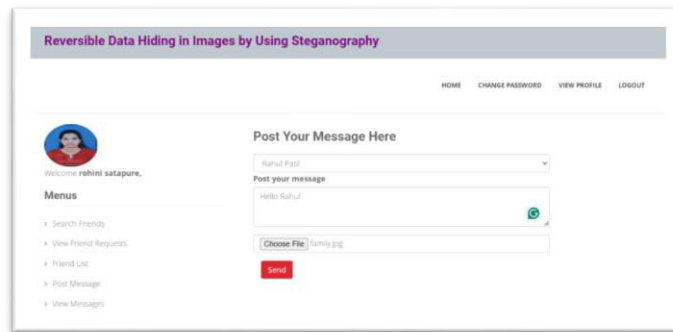 Reversible Data Hiding in Images by Using Steganography
HOME CHANGE PASSWORD VIEW PROFILE LOGOUT
Welcome rohini satapure,
Menus
Search Friends
View Friend Requests
Friend List
Post Message
View Messages
Post Your Message Here
Rahul Patil
Post your message
Hello Rahul
Choose File family.jpg
Send